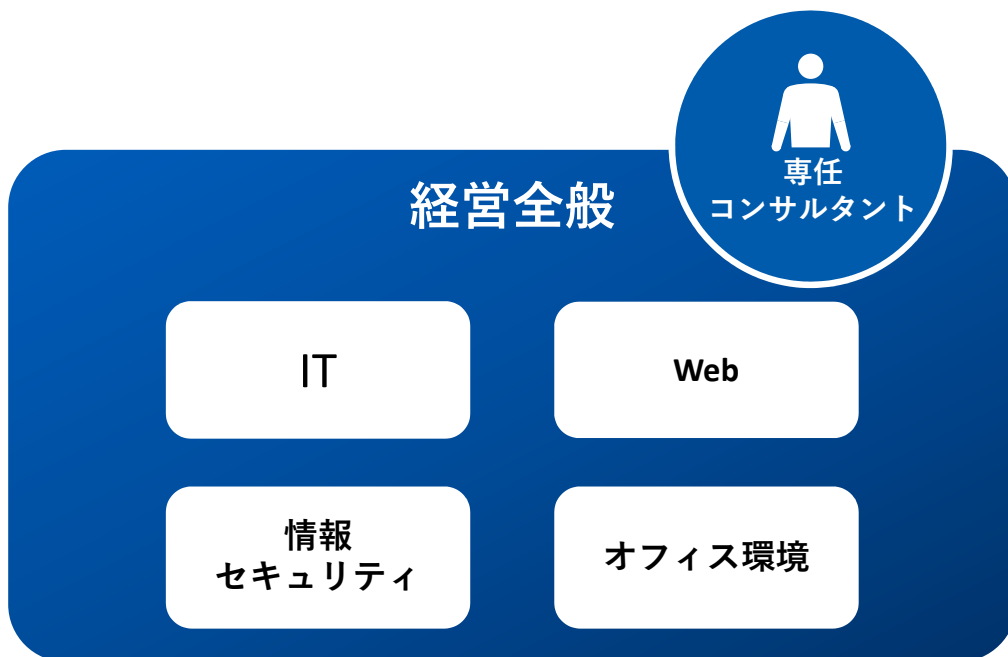 専任
コンサルタント
経営全般
IT
Web
情報
セキュリティ
オフィス環境